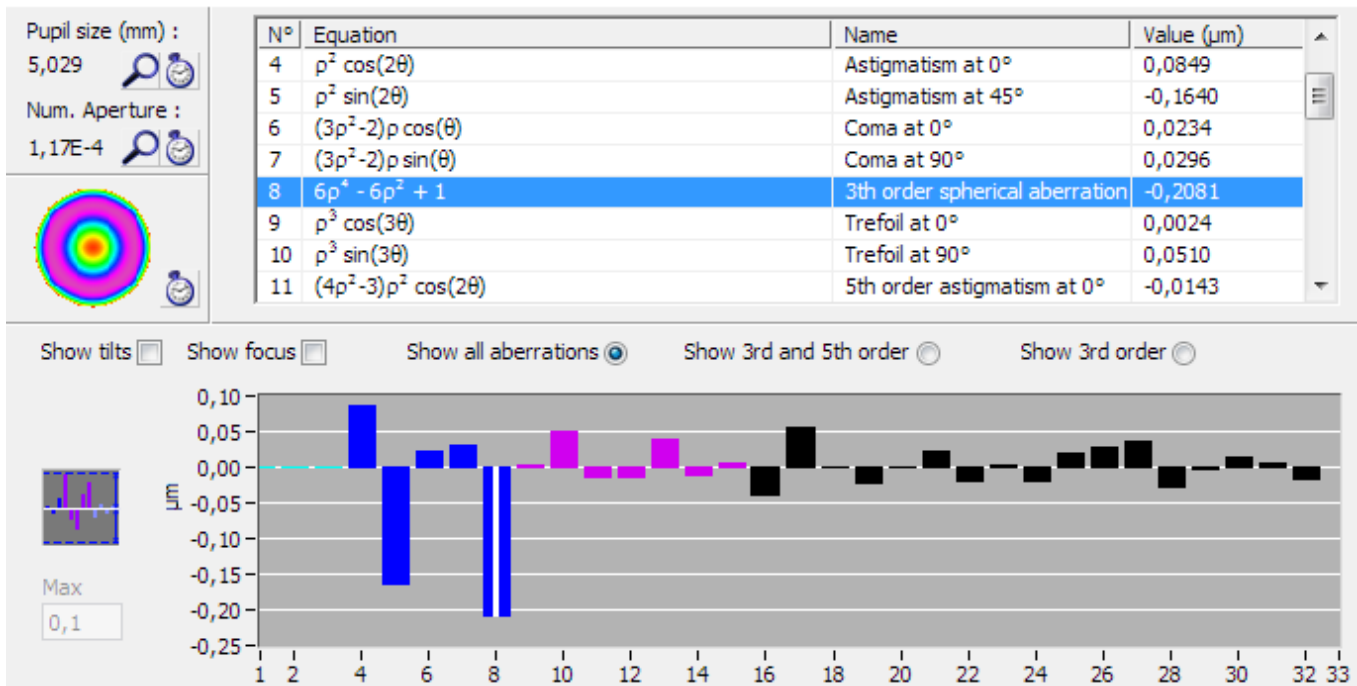 Pupil size (mm) :
5,029
Num. Aperture :
1,17E-4
N° Equation Name Value (µm)
4 ρ² cos(2θ) Astigmatism at 0° 0,0849
5 ρ² sin(2θ) Astigmatism at 45° -0,1640
6 (3ρ²-2)ρ cos(θ) Coma at 0° 0,0234
7 (3ρ²-2)ρ sin(θ) Coma at 90° 0,0296
8 6ρ⁴ - 6ρ² + 1 3th order spherical aberration -0,2081
9 ρ³ cos(3θ) Trefoil at 0° 0,0024
10 ρ³ sin(3θ) Trefoil at 90° 0,0510
11 (4ρ²-3)ρ² cos(2θ) 5th order astigmatism at 0° -0,0143
Show tilts Show focus Show all aberrations Show 3rd and 5th order Show 3rd order
0,10
0,05
0,00
-0,05
-0,10
-0,15
-0,20
-0,25
µm
Max
0,1
1 2 4 6 8 10 12 14 16 18 20 22 24 26 28 30 32 33